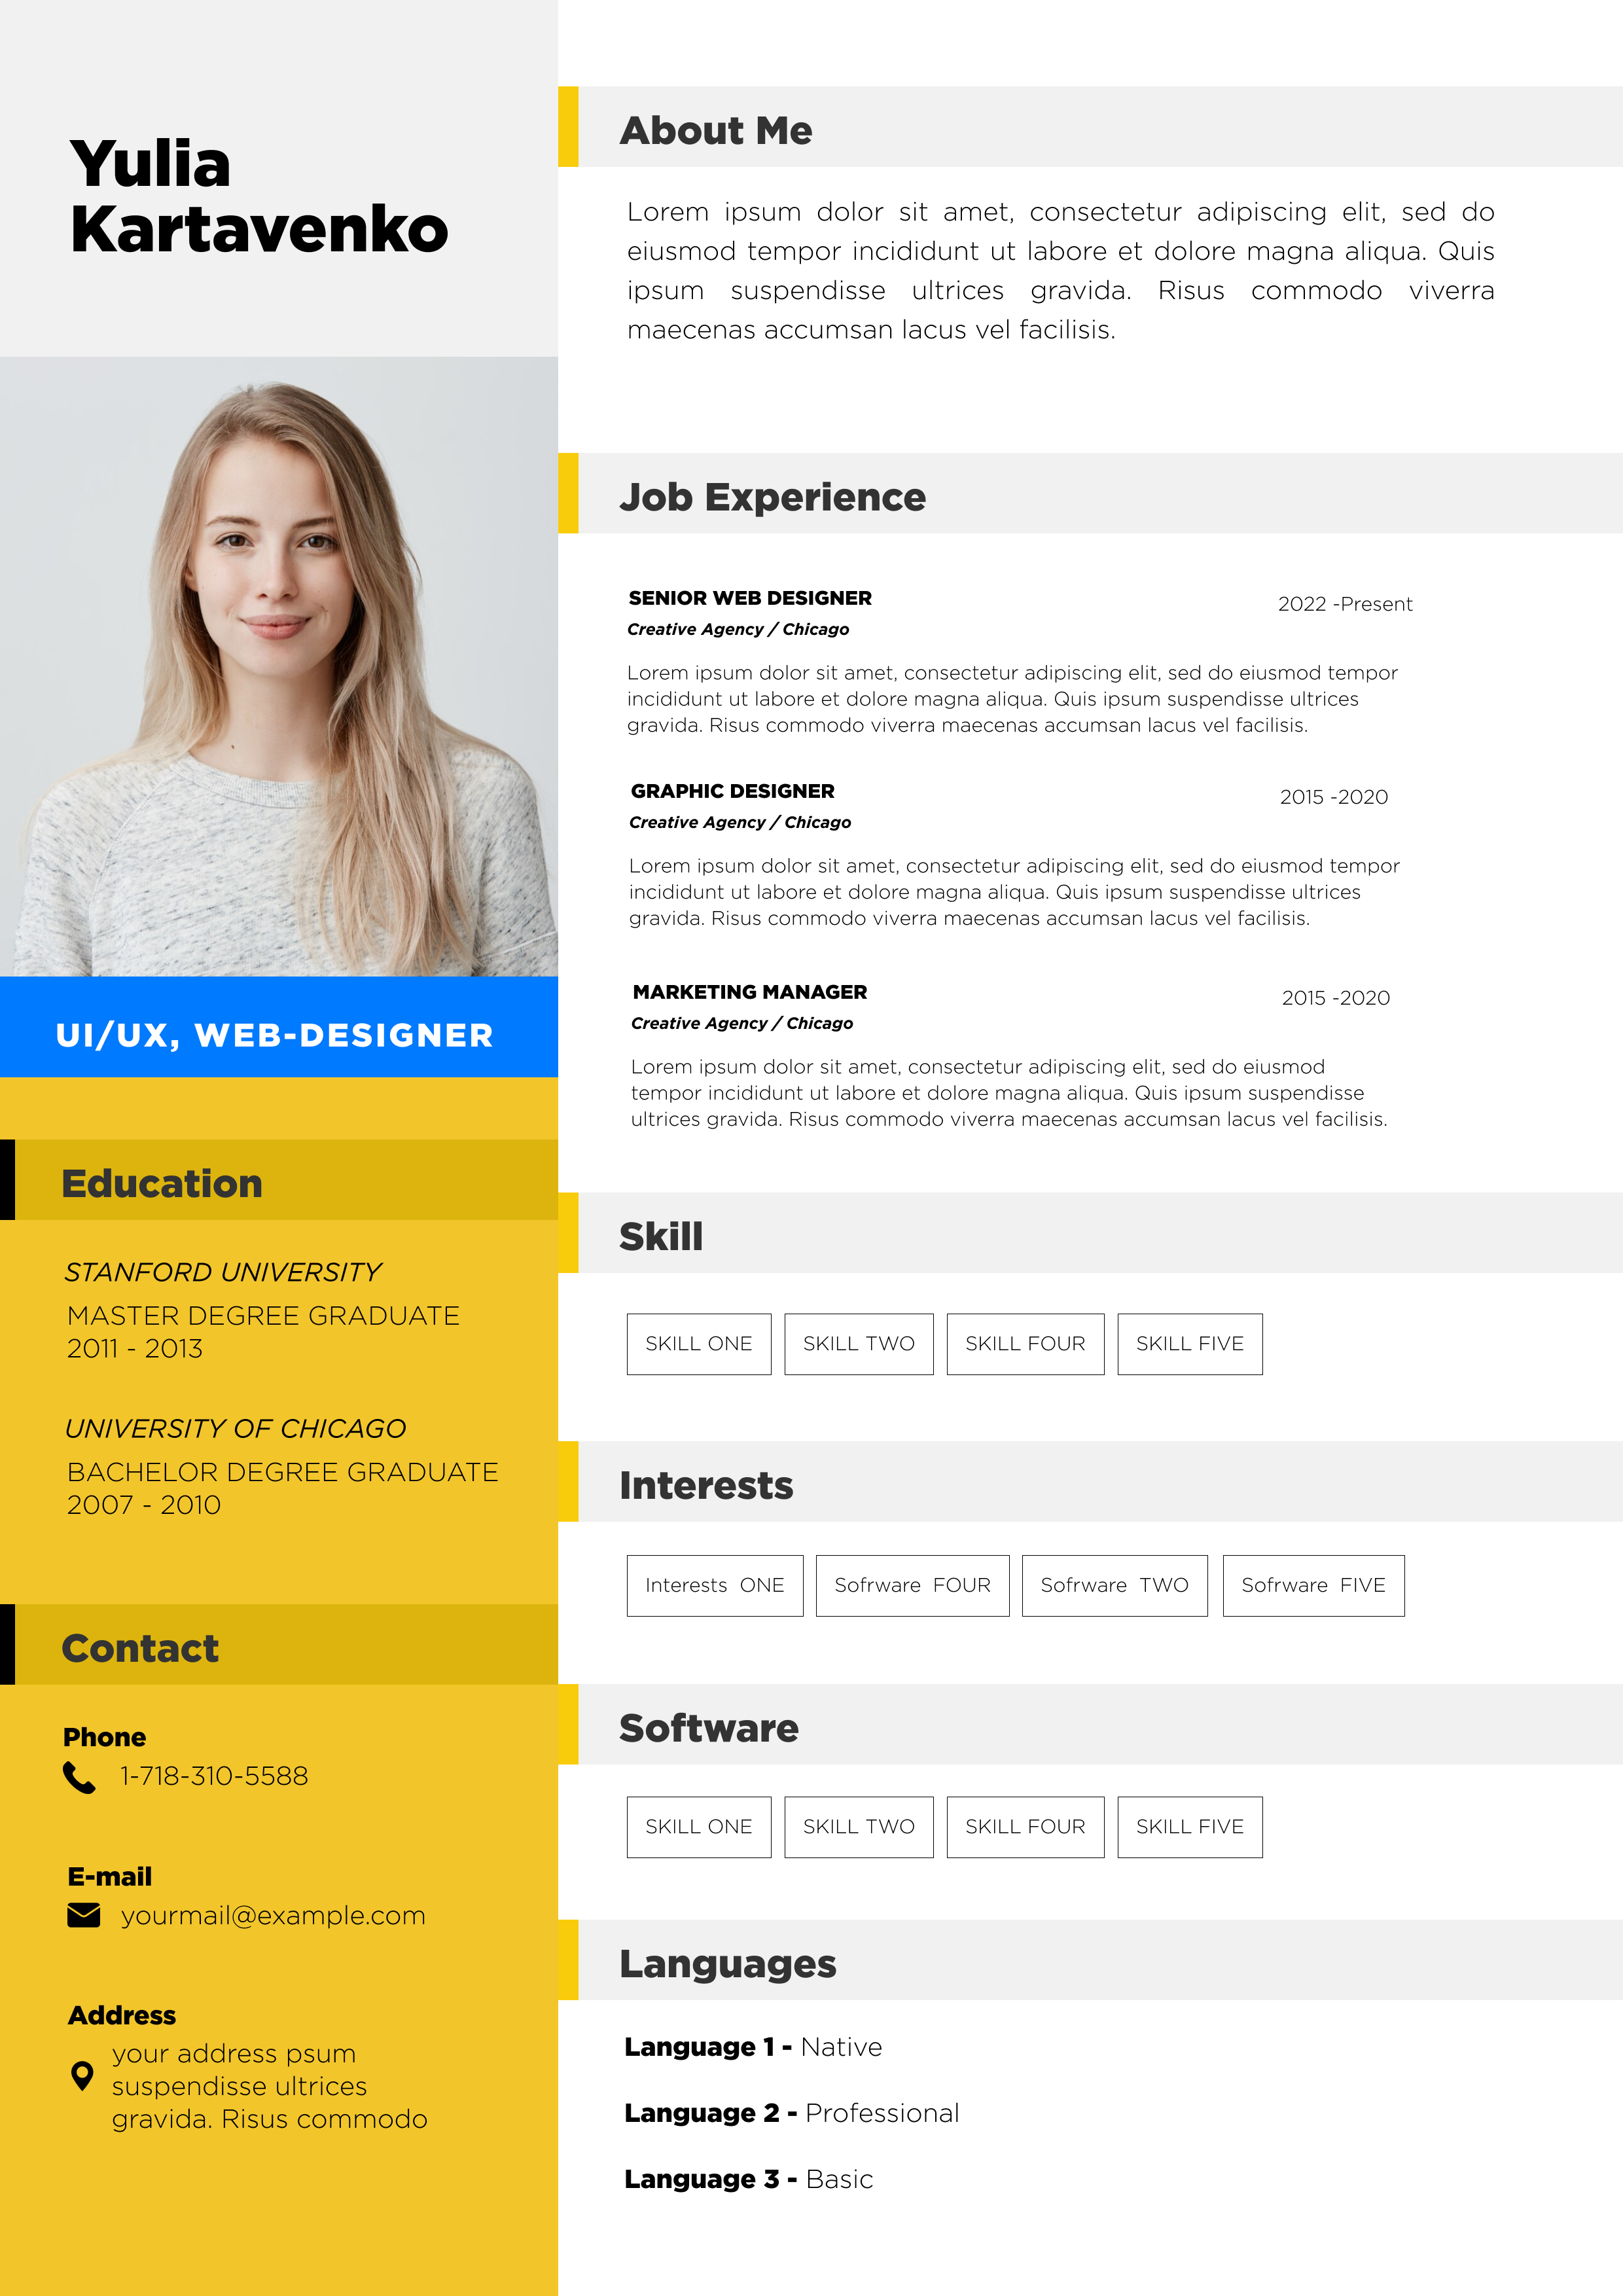 Yulia
Kartavenko
UI/UX, WEB-DESIGNER
Education
STANFORD UNIVERSITY
MASTER DEGREE GRADUATE
2011 - 2013
UNIVERSITY OF CHICAGO
BACHELOR DEGREE GRADUATE
2007 - 2010
Contact
Phone
1-718-310-5588
E-mail
yourmail@example.com
Address
your address psum
suspendisse ultrices
gravida. Risus commodo
About Me
Lorem ipsum dolor sit amet, consectetur adipiscing elit, sed do
eiusmod tempor incididunt ut labore et dolore magna aliqua. Quis
ipsum suspendisse ultrices gravida. Risus commodo viverra
maecenas accumsan lacus vel facilisis.
Job Experience
SENIOR WEB DESIGNER 2022 -Present
Creative Agency / Chicago
Lorem ipsum dolor sit amet, consectetur adipiscing elit, sed do eiusmod tempor
incididunt ut labore et dolore magna aliqua. Quis ipsum suspendisse ultrices
gravida. Risus commodo viverra maecenas accumsan lacus vel facilisis.
GRAPHIC DESIGNER 2015 -2020
Creative Agency / Chicago
Lorem ipsum dolor sit amet, consectetur adipiscing elit, sed do eiusmod tempor
incididunt ut labore et dolore magna aliqua. Quis ipsum suspendisse ultrices
gravida. Risus commodo viverra maecenas accumsan lacus vel facilisis.
MARKETING MANAGER 2015 -2020
Creative Agency / Chicago
Lorem ipsum dolor sit amet, consectetur adipiscing elit, sed do eiusmod
tempor incididunt ut labore et dolore magna aliqua. Quis ipsum suspendisse
ultrices gravida. Risus commodo viverra maecenas accumsan lacus vel facilisis.
Skill
SKILL ONE SKILL TWO SKILL FOUR SKILL FIVE
Interests
Interests ONE Sofrware FOUR Sofrware TWO Sofrware FIVE
Software
SKILL ONE SKILL TWO SKILL FOUR SKILL FIVE
Languages
Language 1 - Native
Language 2 - Professional
Language 3 - Basic